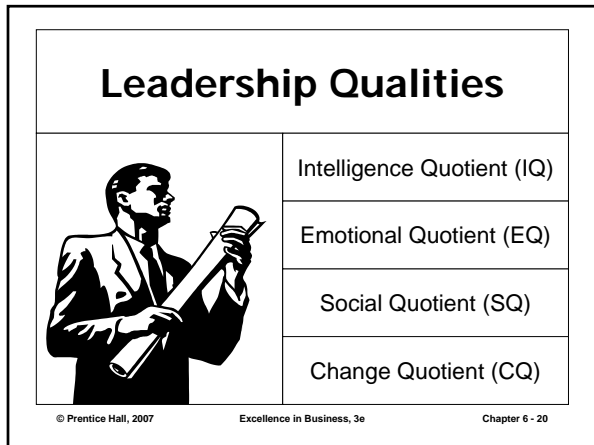 Leadership Qualities
Intelligence Quotient (IQ)
Emotional Quotient (EQ)
Social Quotient (SQ)
Change Quotient (CQ)
© Prentice Hall, 2007 Excellence in Business, 3e Chapter 6 - 20